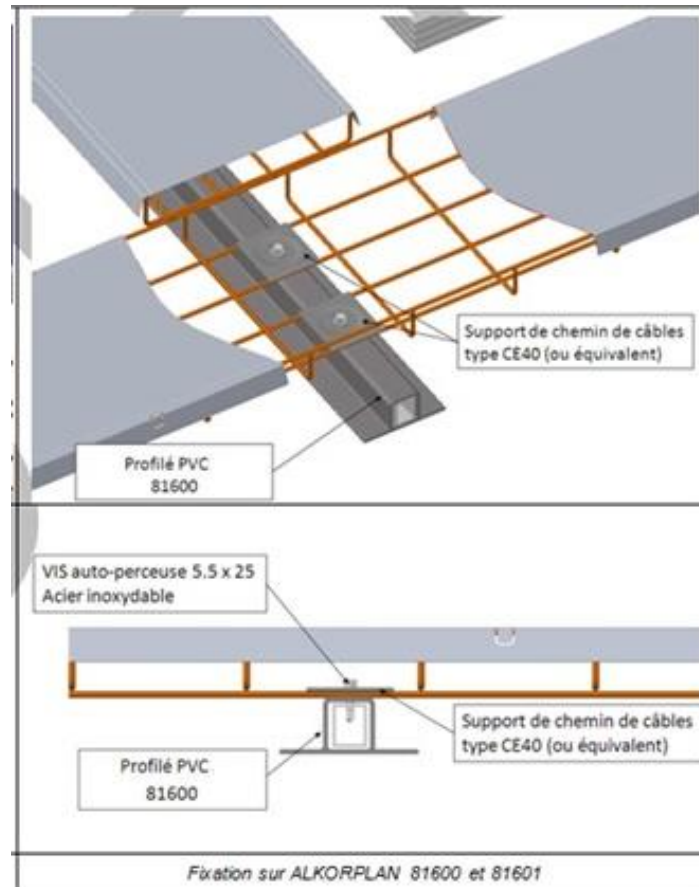 Support de chemin de câbles
type CE40 (ou équivalent)
Profilé PVC
81600
VIS auto-perceuse 5.5 x 25
Acier inoxydable
Support de chemin de câbles
type CE40 (ou équivalent)
Profilé PVC
81600
Fixation sur ALKORPLAN 81600 et 81601